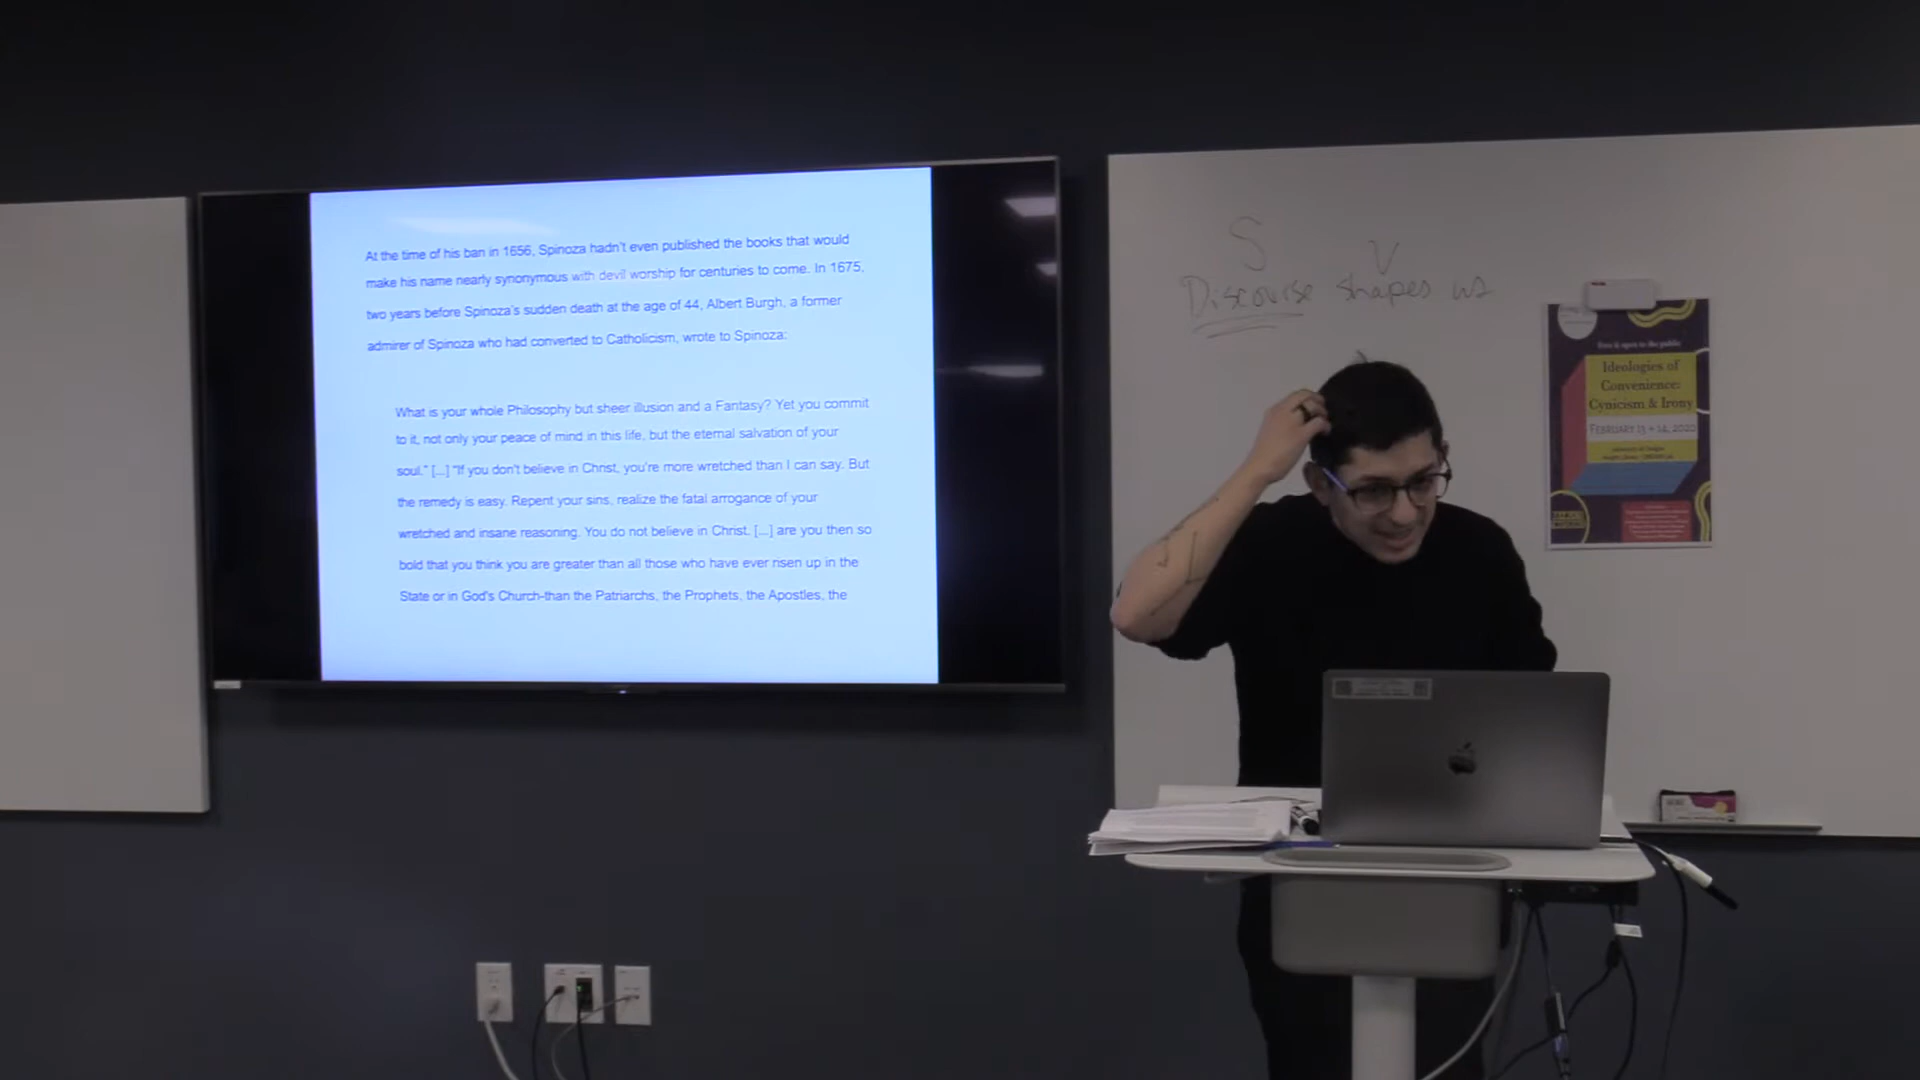 At the time of his ban in 1656, Spinoza hadn't even published the books that would
make his name nearly synonymous with devil worship for centuries to come. In 1675,
two years before Spinoza's sudden death at the age of 44, Albert Burgh, a former
admirer of Spinoza who had converted to Catholicism, wrote to Spinoza:
What is your whole Philosophy but sheer illusion and a Fantasy? Yet you commit
to it, not only your peace of mind in this life, but the eternal salvation of your
soul." [...] "If you don't believe in Christ, you're more wretched than I can say. But
the remedy is easy. Repent your sins, realize the fatal arrogance of your
wretched and insane reasoning. You do not believe in Christ. [...] are you then so
bold that you think you are greater than all those who have ever risen up in the
State or in God's Church-than the Patriarchs, the Prophets, the Apostles, the
S V
Discourse shapes us
Free & open to the public
Ideologies of
Convenience:
Cynicism & Irony
February 13 + 14, 2020